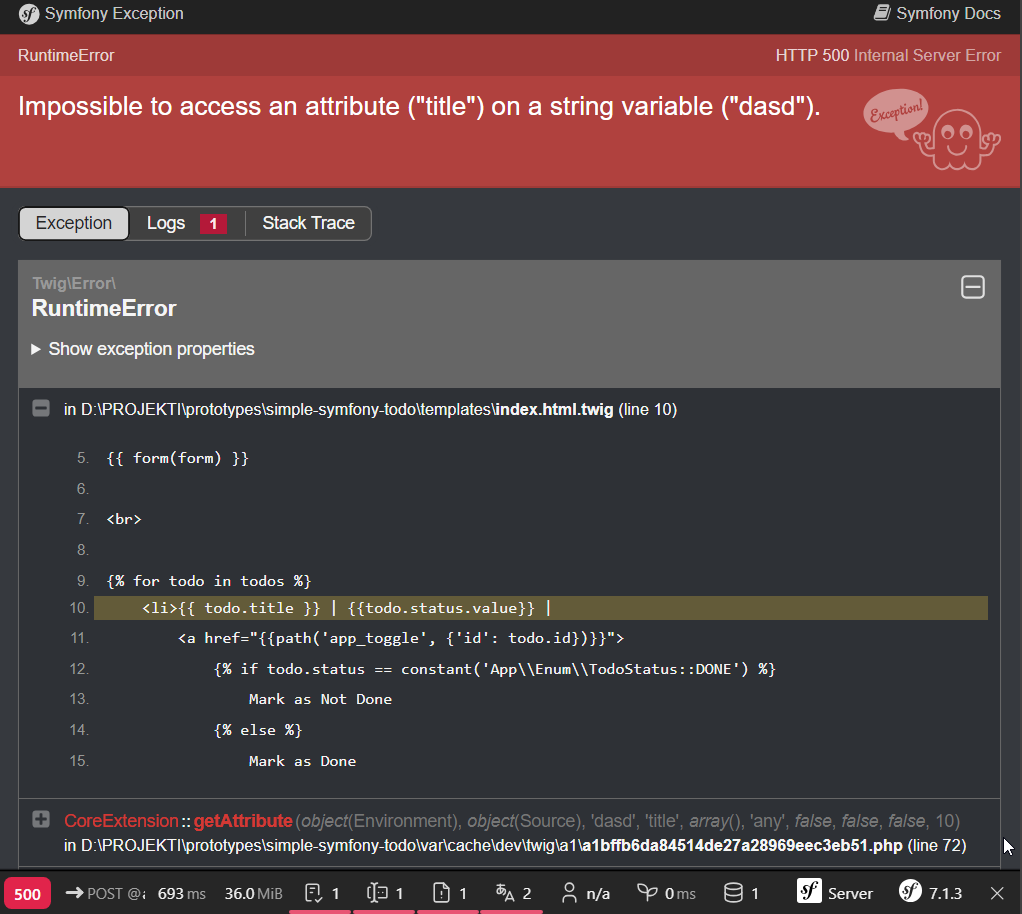 sf Symfony Exception Symfony Docs
RuntimeError HTTP 500 Internal Server Error
Impossible to access an attribute ("title") on a string variable ("dasd").
Exception!
Exception Logs 1 Stack Trace
Twig\Error\
RuntimeError
▶ Show exception properties
in D:\PROJEKTI\prototypes\simple-symfony-todo\templates\index.html.twig (line 10)
5. {{ form(form) }}
6.
7. <br>
8.
9. {% for todo in todos %}
10. <li>{{ todo.title }} | {{todo.status.value}} |
11. <a href="{{path('app_toggle', {'id': todo.id})}}">
12. {% if todo.status == constant('App\\Enum\\TodoStatus::DONE') %}
13. Mark as Not Done
14. {% else %}
15. Mark as Done
CoreExtension::getAttribute(object(Environment), object(Source), 'dasd', 'title', array(), 'any', false, false, false, 10)
in D:\PROJEKTI\prototypes\simple-symfony-todo\var\cache\dev\twig\a1\a1bffb6da84514de27a28969eec3eb51.php (line 72)
500 → POST @ 693 ms 36.0 MiB 1 1 1 文A 2 n/a 0 ms 1 sf Server sf 7.1.3 ×